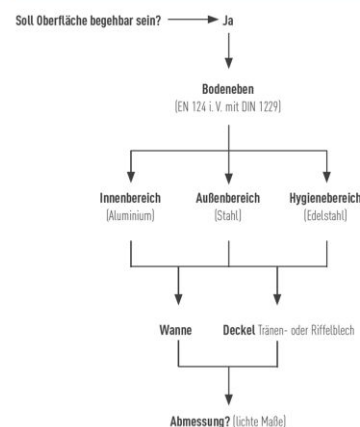 Soll Oberfläche begehbar sein? Ja
Bodeneben
(EN 124 i. V. mit DIN 1229)
Innenbereich Außenbereich Hygienebereich
(Aluminium) (Stahl) (Edelstahl)
Wanne Deckel Tränen- oder Riffelblech
Abmessung? (lichte Maße)